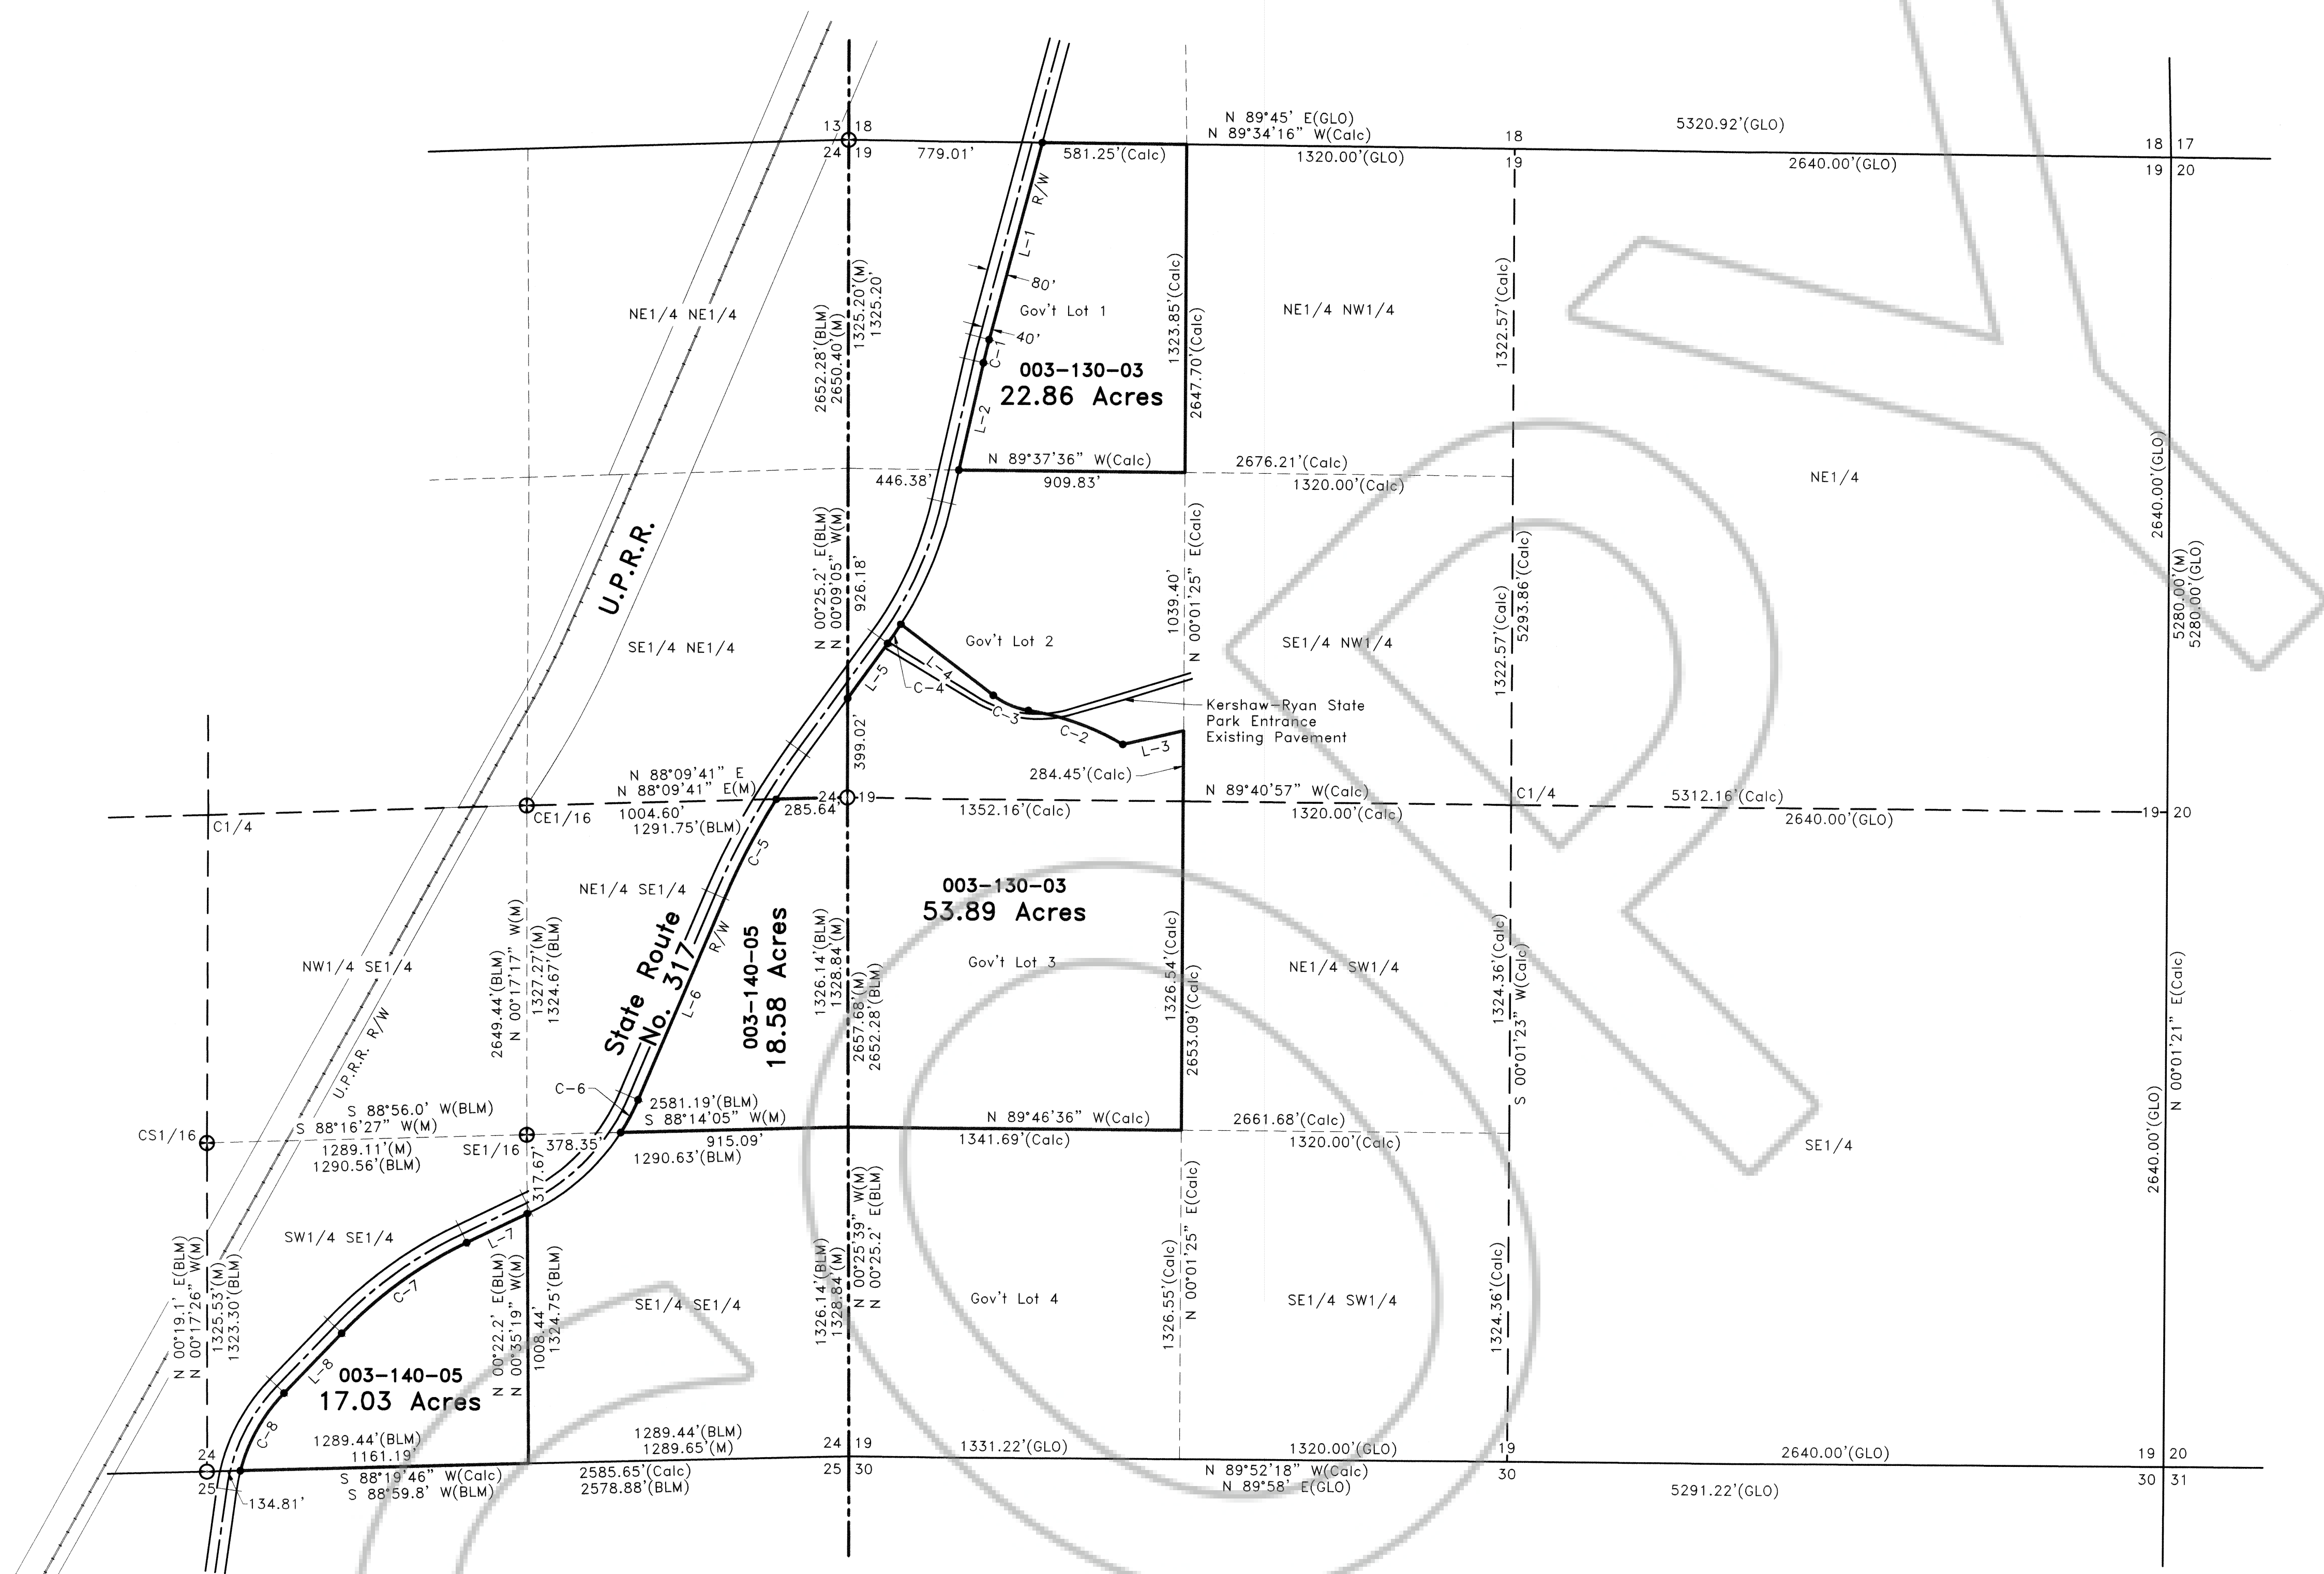 N 89°45' E(GLO)
N 89°34'16" W(Calc)
5320.92'(GLO)
13 18
24 19
779.01'
581.25'(Calc)
1320.00'(GLO)
18
19
2640.00'(GLO)
18 17
19 20
R/W
L-1
80'
Gov't Lot 1
40'
C-1
003-130-03
22.86 Acres
L-2
NE1/4 NE1/4
2652.28'(BLM)
2650.40'(M)
1325.20'(M)
1325.20'
1323.85'(Calc)
2647.70'(Calc)
NE1/4 NW1/4
1322.57'(Calc)
2640.00'(GLO)
N 89°37'36" W(Calc)
446.38'
909.83'
2676.21'(Calc)
1320.00'(Calc)
NE1/4
U.P.R.R.
N 00°25.2' E(BLM)
N 00°09'05" W(M)
926.18'
1039.40'
N 00°01'25" E(Calc)
1322.57'(Calc)
5293.86'(Calc)
5280.00'(M)
5280.00'(GLO)
SE1/4 NE1/4
Gov't Lot 2
SE1/4 NW1/4
L-4
C-4
L-5
C-3
C-2
L-3
Kershaw-Ryan State
Park Entrance
Existing Pavement
399.02'
284.45'(Calc)
N 88°09'41" E
N 88°09'41" E(M)
24 19
285.64'
1004.60'
1291.75'(BLM)
CE1/16
C1/4
1352.16'(Calc)
N 89°40'57" W(Calc)
1320.00'(Calc)
C1/4
5312.16'(Calc)
2640.00'(GLO)
19 20
C-5
NE1/4 SE1/4
003-130-03
53.89 Acres
NW1/4 SE1/4
2649.44'(BLM)
N 00°17'17" W(M)
1327.27'(M)
1324.67'(BLM)
State Route
No. 317
R/W
L-6
003-140-05
18.58 Acres
1326.14'(BLM)
1328.84'(M)
2657.68'(M)
2652.28'(BLM)
Gov't Lot 3
1326.54'(Calc)
2653.09'(Calc)
NE1/4 SW1/4
1324.36'(Calc)
S 00°01'23" W(Calc)
N 00°01'21" E(Calc)
U.P.R.R. R/W
C-6
2581.19'(BLM)
S 88°14'05" W(M)
915.09'
1290.63'(BLM)
S 88°56.0' W(BLM)
S 88°16'27" W(M)
CS1/16
1289.11'(M)
1290.56'(BLM)
SE1/16
378.35'
317.67'
N 89°46'36" W(Calc)
1341.69'(Calc)
2661.68'(Calc)
1320.00'(Calc)
SE1/4
2640.00'(GLO)
SW1/4 SE1/4
L-7
C-7
N 00°19.1' E(BLM)
N 00°17'26" W(M)
1325.53'(M)
1323.30'(BLM)
N 00°22.2' E(BLM)
N 00°35'19" W(M)
1008.44'
1324.75'(BLM)
SE1/4 SE1/4
1326.14'(BLM)
1328.84'(M)
N 00°25'39" W(M)
N 00°25.2' E(BLM)
Gov't Lot 4
1326.55'(Calc)
N 00°01'25" E(Calc)
SE1/4 SW1/4
1324.36'(Calc)
L-8
003-140-05
17.03 Acres
C-8
24
25
134.81'
1289.44'(BLM)
1161.19'
S 88°19'46" W(Calc)
S 88°59.8' W(BLM)
1289.44'(BLM)
1289.65'(M)
2585.65'(Calc)
2578.88'(BLM)
24 19
25 30
1331.22'(GLO)
N 89°52'18" W(Calc)
N 89°58' E(GLO)
1320.00'(GLO)
19
30
2640.00'(GLO)
5291.22'(GLO)
19 20
30 31
COPY